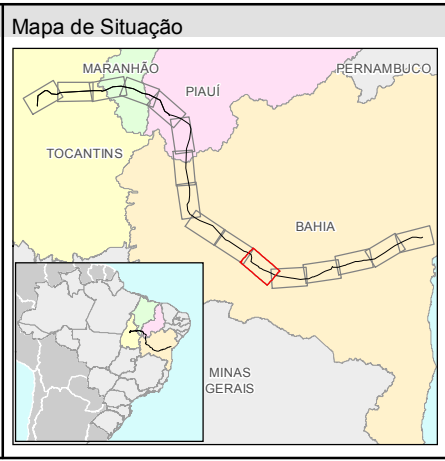 Mapa de Situação
MARANHÃO
PERNAMBUCO
PIAUÍ
TOCANTINS
BAHIA
MINAS
GERAIS